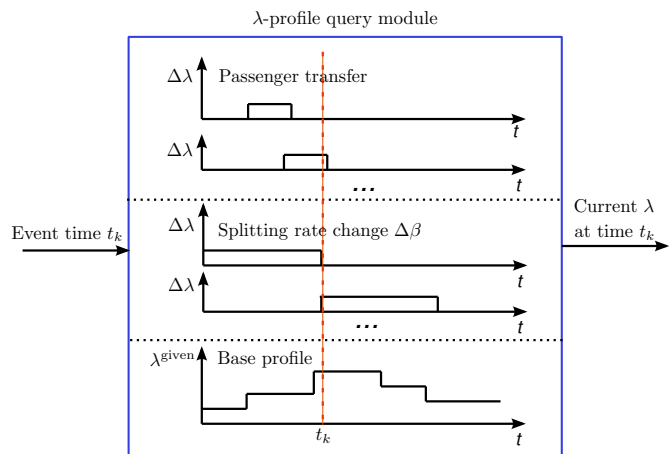 λ-profile query module
Δλ
Passenger transfer
t
Δλ
t
...
Event time t_k
Δλ
Splitting rate change Δβ
t
Δλ
t
...
Current λ
at time t_k
λ^given
Base profile
t_k
t